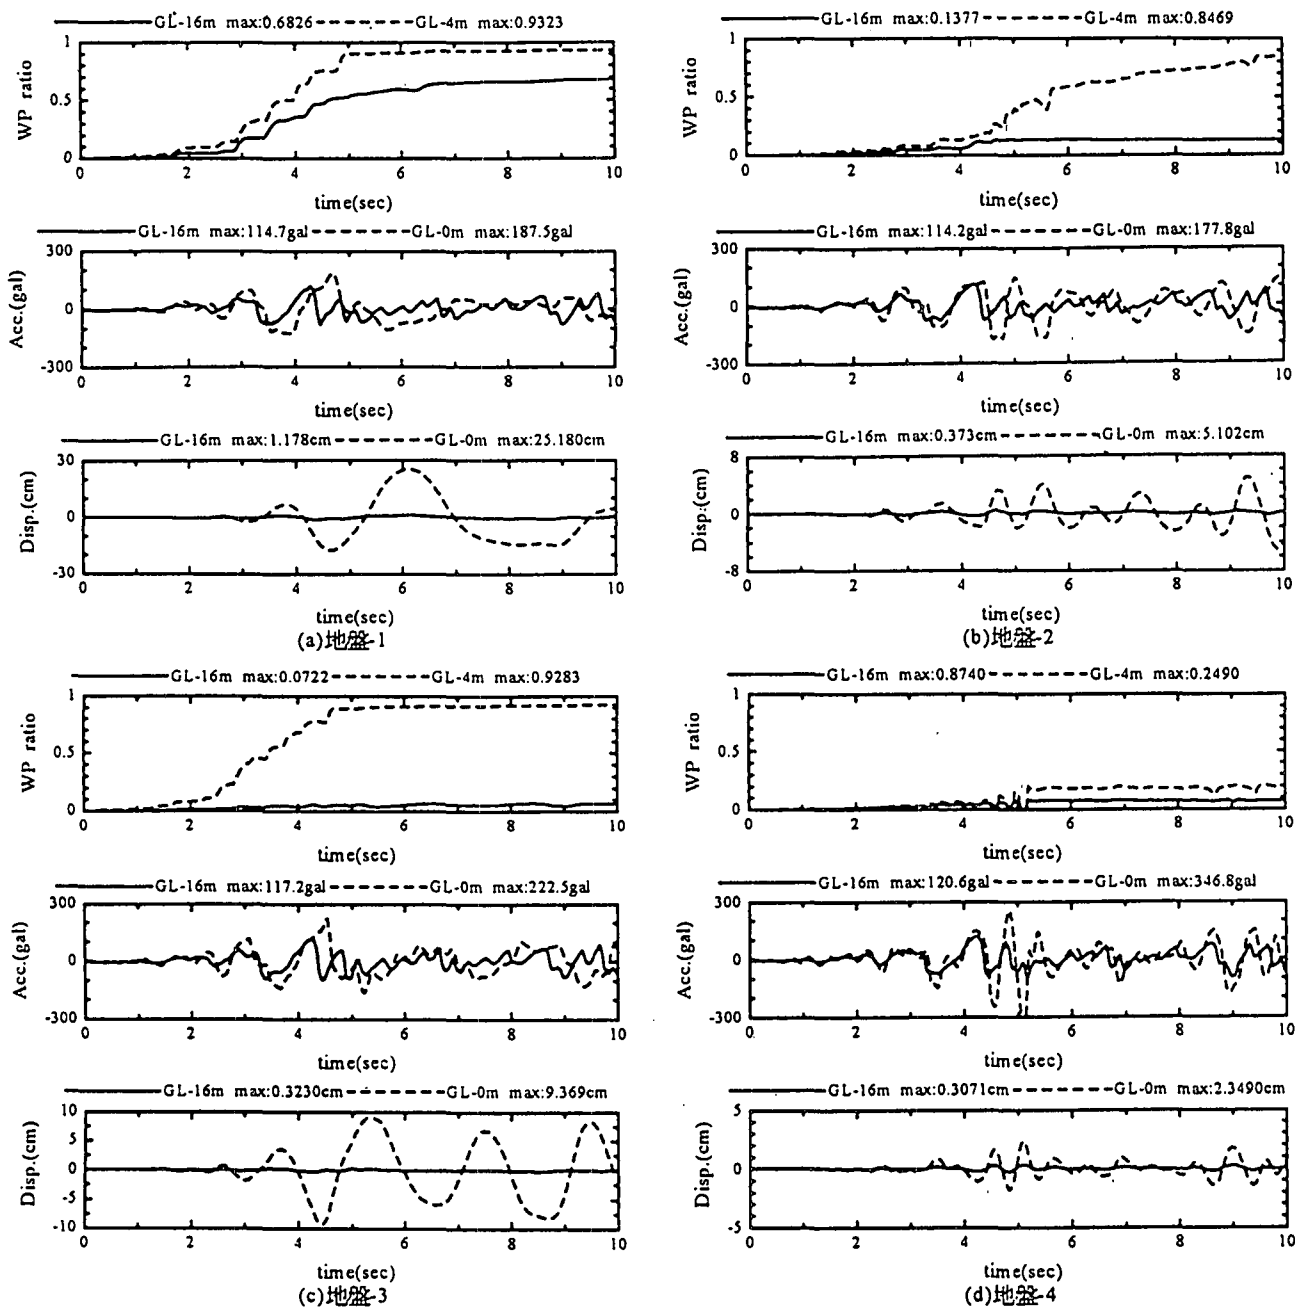 GL-16m max:0.6826 GL-4m max:0.9323
1
0.5
0
WP ratio
0 2 4 6 8 10
time(sec)
GL-16m max:114.7gal GL-0m max:187.5gal
300
0
-300
Acc.(gal)
0 2 4 6 8 10
time(sec)
GL-16m max:1.178cm GL-0m max:25.180cm
30
0
-30
Disp.(cm)
0 2 4 6 8 10
time(sec)
(a)地盤-1
GL-16m max:0.1377 GL-4m max:0.8469
1
0.5
0
WP ratio
0 2 4 6 8 10
time(sec)
GL-16m max:114.2gal GL-0m max:177.8gal
300
0
-300
Acc.(gal)
0 2 4 6 8 10
time(sec)
GL-16m max:0.373cm GL-0m max:5.102cm
8
0
-8
Disp.(cm)
0 2 4 6 8 10
time(sec)
(b)地盤-2
GL-16m max:0.0722 GL-4m max:0.9283
1
0.5
0
WP ratio
0 2 4 6 8 10
time(sec)
GL-16m max:117.2gal GL-0m max:222.5gal
300
0
-300
Acc.(gal)
0 2 4 6 8 10
time(sec)
GL-16m max:0.3230cm GL-0m max:9.369cm
10
5
0
-5
-10
Disp.(cm)
0 2 4 6 8 10
time(sec)
(c)地盤-3
GL-16m max:0.8740 GL-4m max:0.2490
1
0.5
0
WP ratio
0 2 4 6 8 10
time(sec)
GL-16m max:120.6gal GL-0m max:346.8gal
300
0
-300
Acc.(gal)
0 2 4 6 8 10
time(sec)
GL-16m max:0.3071cm GL-0m max:2.3490cm
5
0
-5
Disp.(cm)
0 2 4 6 8 10
time(sec)
(d)地盤-4